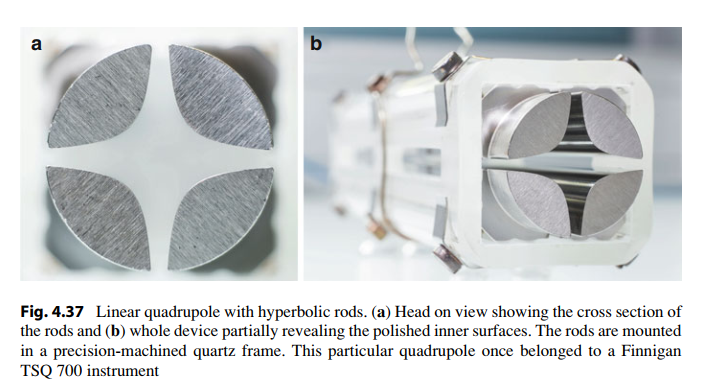 a
b
Fig. 4.37 Linear quadrupole with hyperbolic rods. (a) Head on view showing the cross section of
the rods and (b) whole device partially revealing the polished inner surfaces. The rods are mounted
in a precision-machined quartz frame. This particular quadrupole once belonged to a Finnigan
TSQ 700 instrument